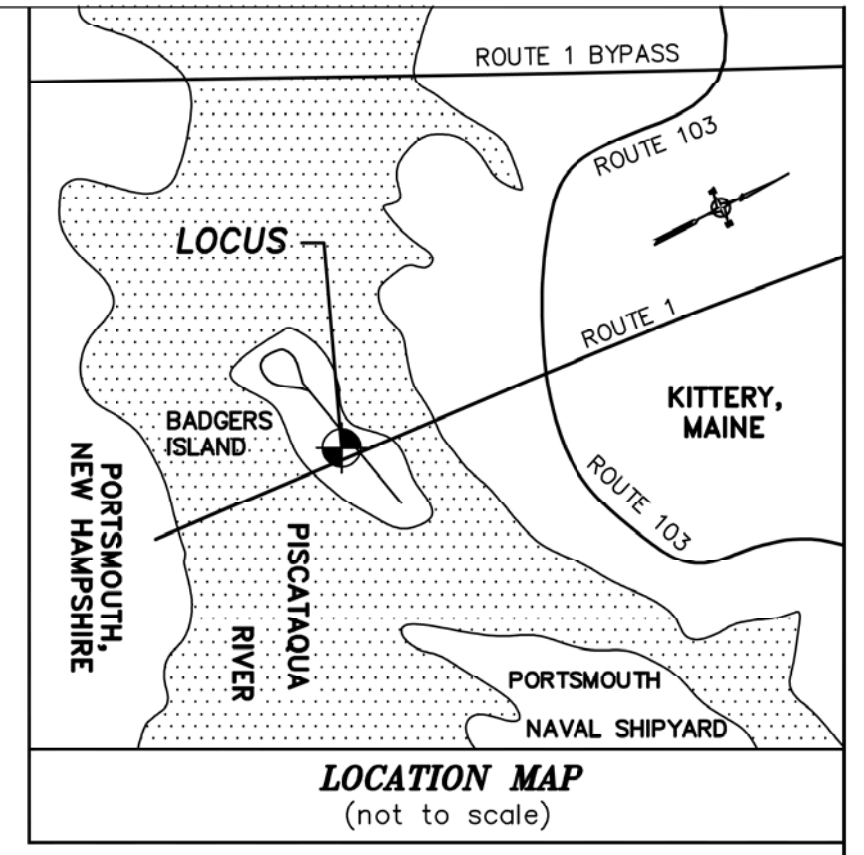 ROUTE 1 BYPASS
ROUTE 103
LOCUS
ROUTE 1
KITTERY,
MAINE
BADGERS
ISLAND
ROUTE 103
PORTSMOUTH,
NEW HAMPSHIRE
PISCATAQUA
RIVER
PORTSMOUTH
NAVAL SHIPYARD
LOCATION MAP
(not to scale)